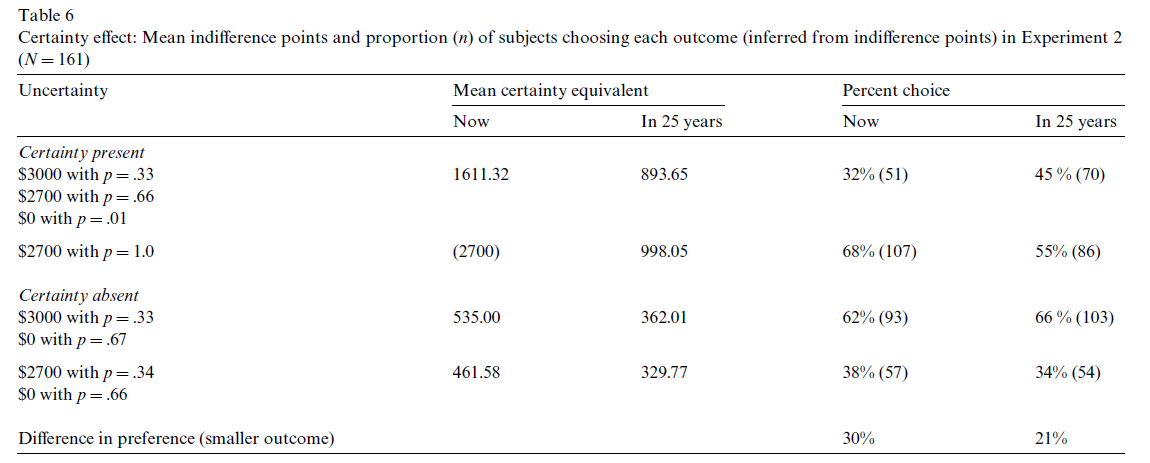 Table 6
Certainty effect: Mean indifference points and proportion (n) of subjects choosing each outcome (inferred from indifference points) in Experiment 2
(N = 161)
Uncertainty Mean certainty equivalent Percent choice
Now In 25 years Now In 25 years
Certainty present
$3000 with p = .33 1611.32 893.65 32% (51) 45 % (70)
$2700 with p = .66
$0 with p = .01
$2700 with p = 1.0 (2700) 998.05 68% (107) 55% (86)
Certainty absent
$3000 with p = .33 535.00 362.01 62% (93) 66 % (103)
$0 with p = .67
$2700 with p = .34 461.58 329.77 38% (57) 34% (54)
$0 with p = .66
Difference in preference (smaller outcome) 30% 21%